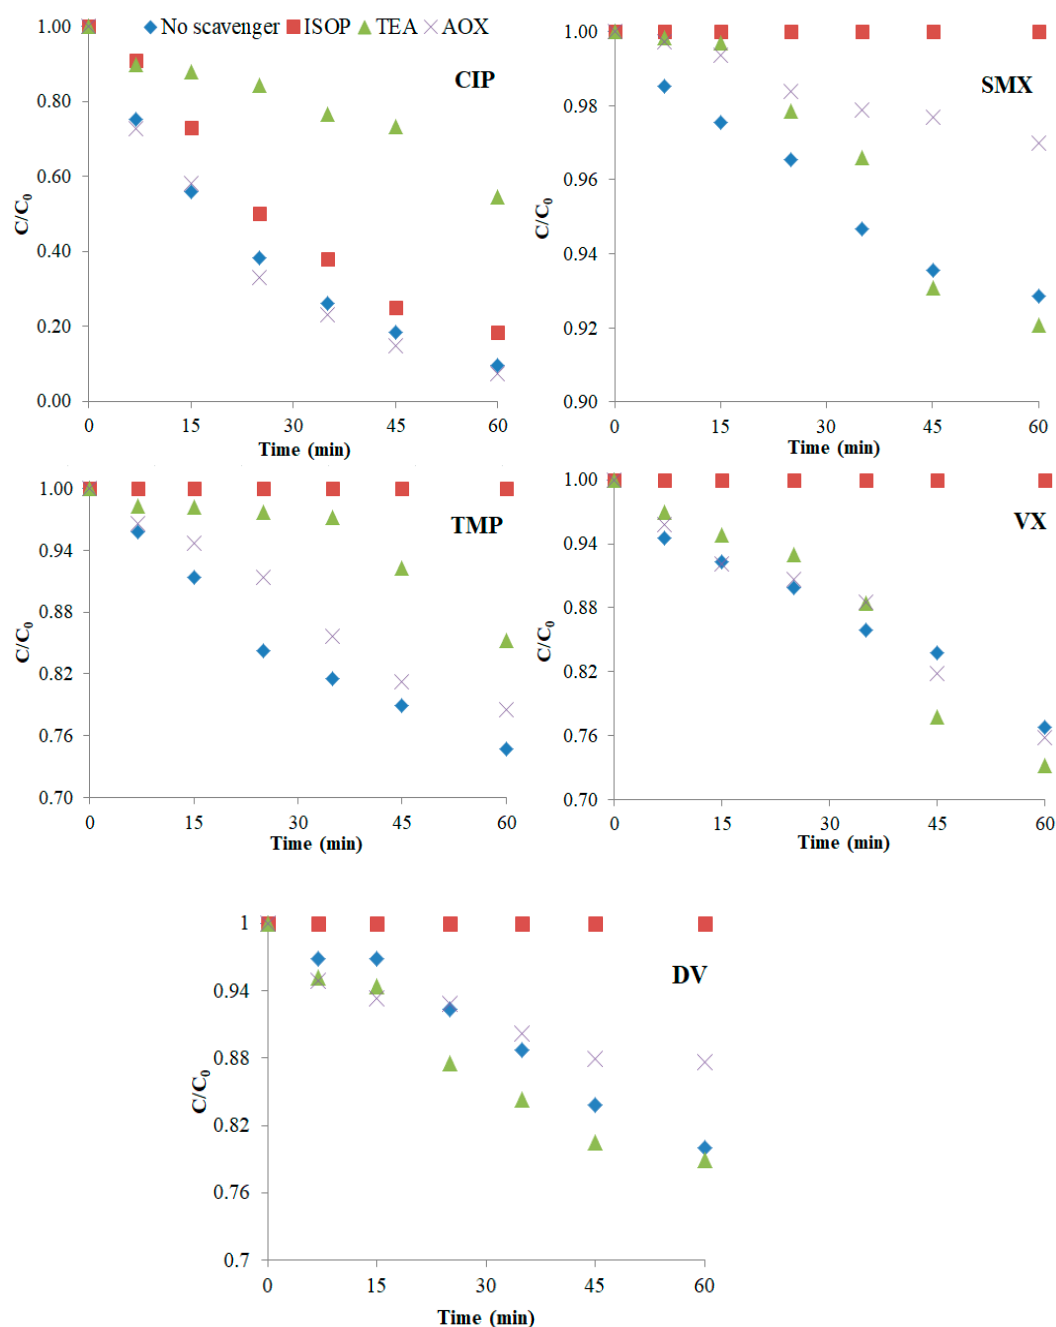 No scavenger ISOP TEA AOX
CIP
C/C0
1.00
0.80
0.60
0.40
0.20
0.00
0 15 30 45 60
Time (min)
SMX
C/C0
1.00
0.98
0.96
0.94
0.92
0.90
0 15 30 45 60
Time (min)
TMP
C/C0
1.00
0.94
0.88
0.82
0.76
0.70
0 15 30 45 60
Time (min)
VX
C/C0
1.00
0.94
0.88
0.82
0.76
0.70
0 15 30 45 60
Time (min)
DV
C/C0
1
0.94
0.88
0.82
0.76
0.7
0 15 30 45 60
Time (min)